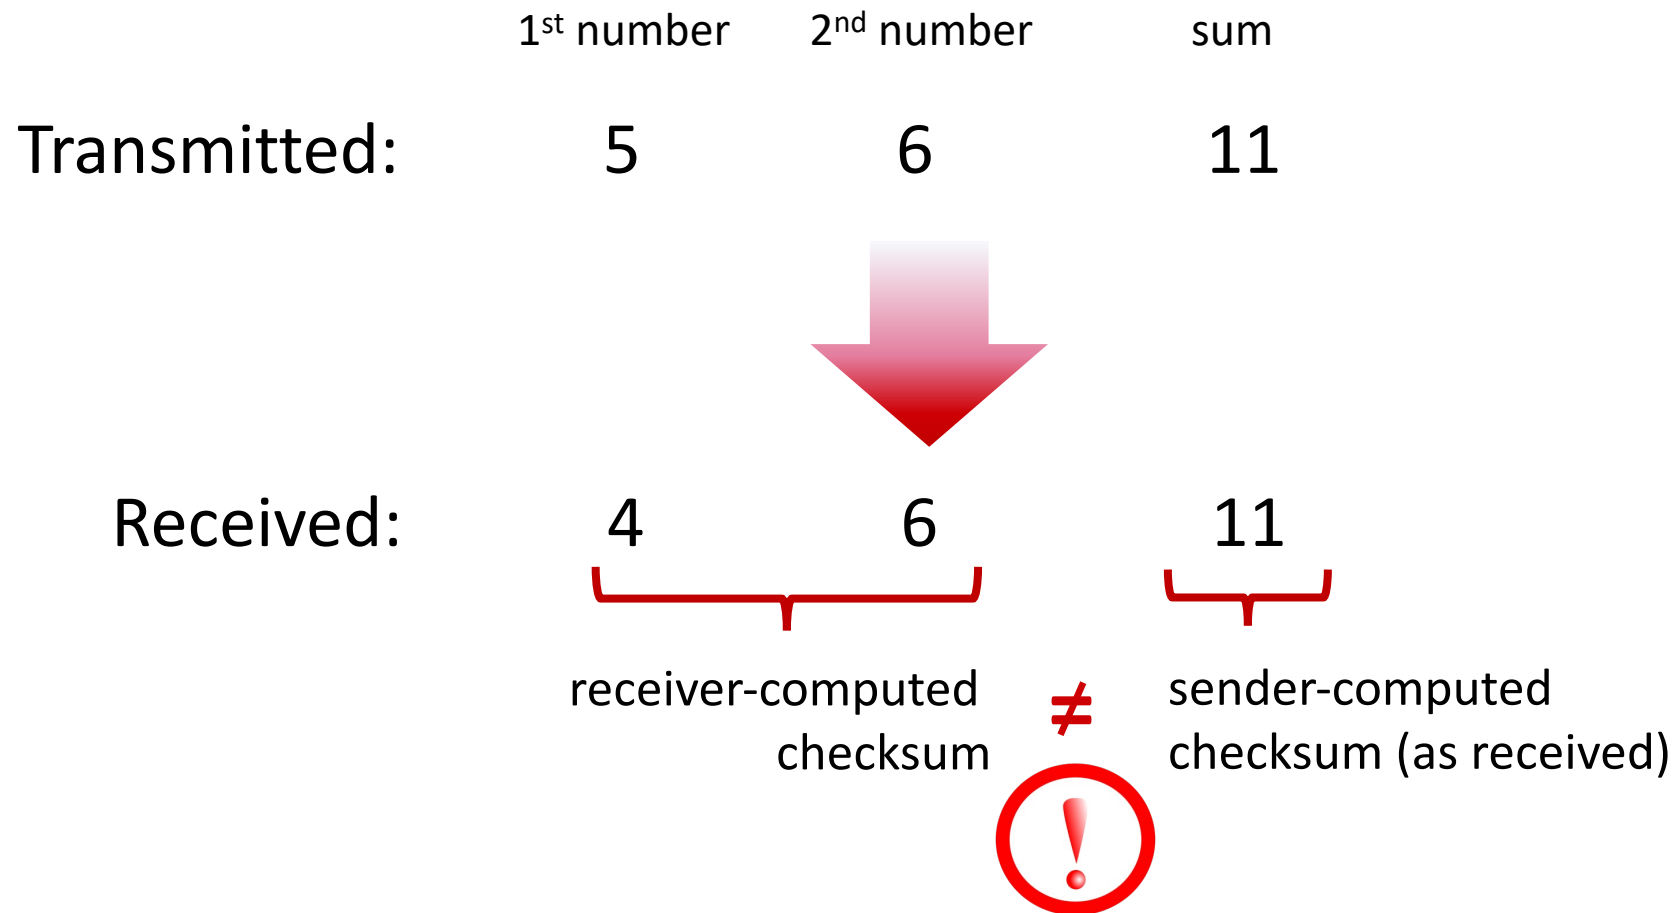 1st number 2nd number sum
Transmitted: 5 6 11
Received: 4 6 11
receiver-computed checksum
≠
sender-computed checksum (as received)
!